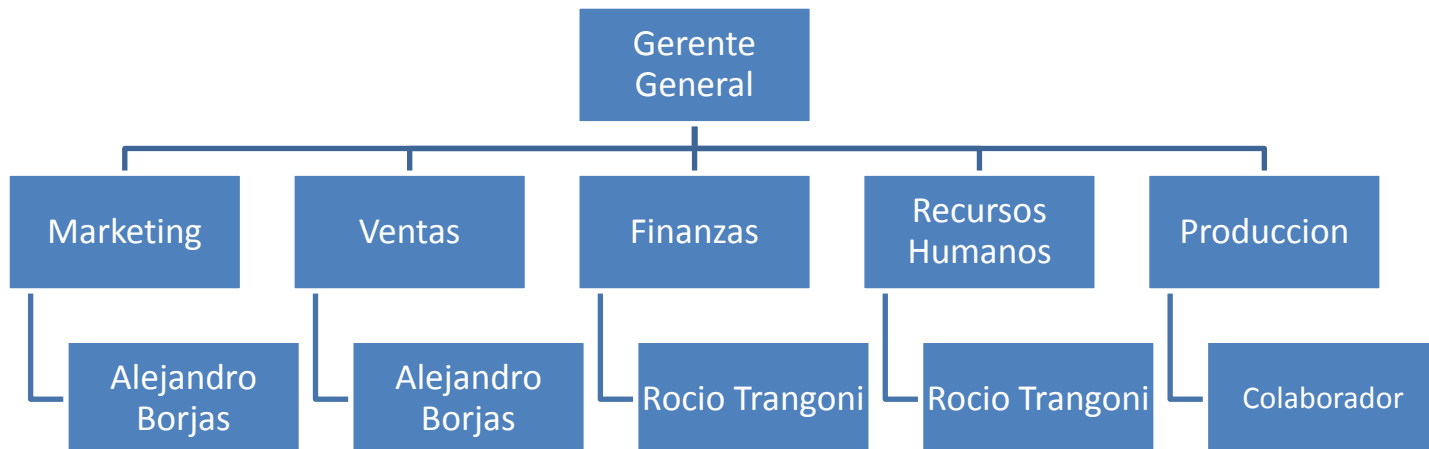 Gerente
General
Marketing
Ventas
Finanzas
Recursos
Humanos
Produccion
Alejandro
Borjas
Alejandro
Borjas
Rocio Trangoni
Rocio Trangoni
Colaborador